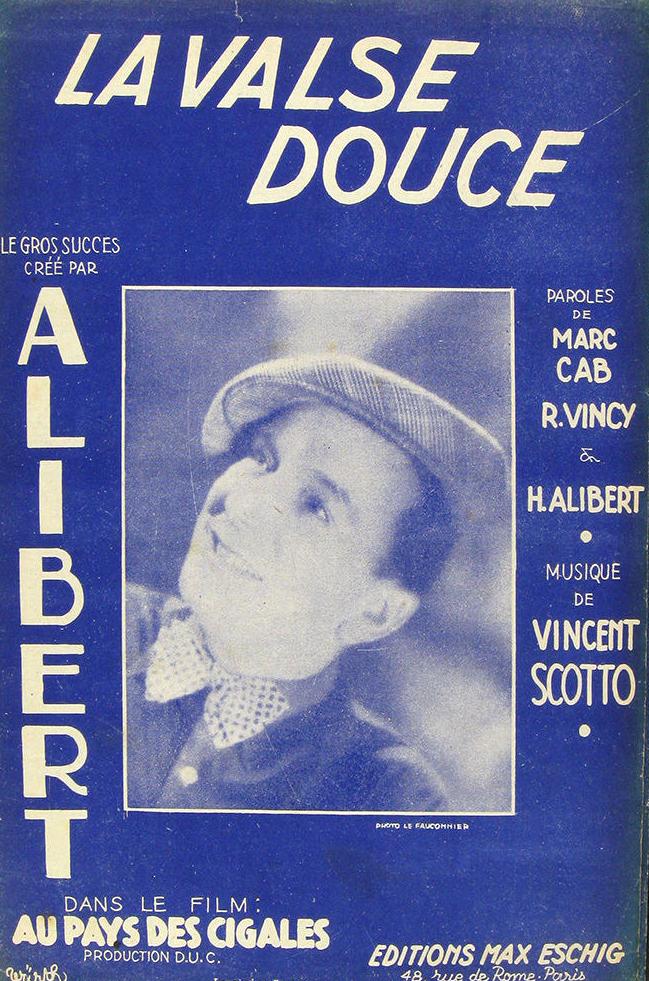 LA VALSE
DOUCE
LE GROS SUCCES
CRÉÉ PAR
ALIBERT
PAROLES
DE
MARC
CAB
R. VINCY
&
H. ALIBERT
MUSIQUE
DE
VINCENT
SCOTTO
PHOTO LE FAUCONNIER
DANS LE FILM:
AU PAYS DES CIGALES
PRODUCTION D.U.C.
EDITIONS MAX ESCHIG
48, rue de Rome-Paris
würth